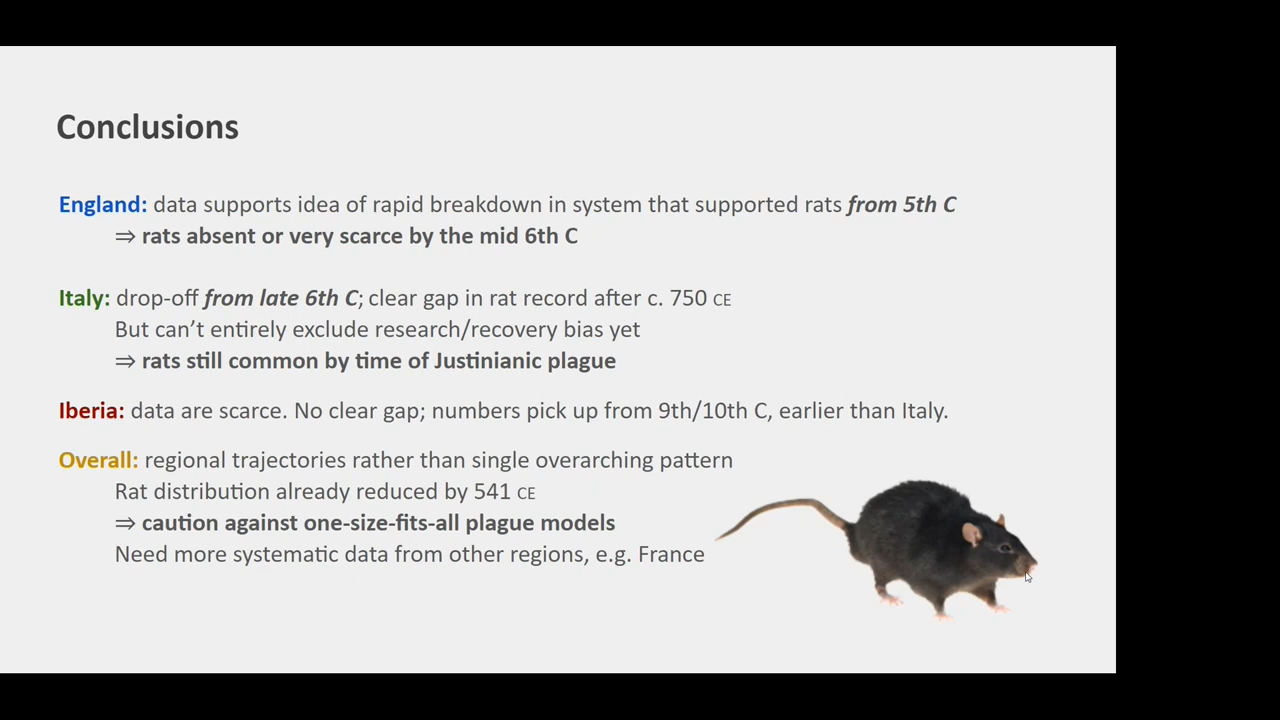 Conclusions
England: data supports idea of rapid breakdown in system that supported rats from 5th C
⇒ rats absent or very scarce by the mid 6th C
Italy: drop-off from late 6th C; clear gap in rat record after c. 750 CE
But can’t entirely exclude research/recovery bias yet
⇒ rats still common by time of Justinianic plague
Iberia: data are scarce. No clear gap; numbers pick up from 9th/10th C, earlier than Italy.
Overall: regional trajectories rather than single overarching pattern
Rat distribution already reduced by 541 CE
⇒ caution against one-size-fits-all plague models
Need more systematic data from other regions, e.g. France